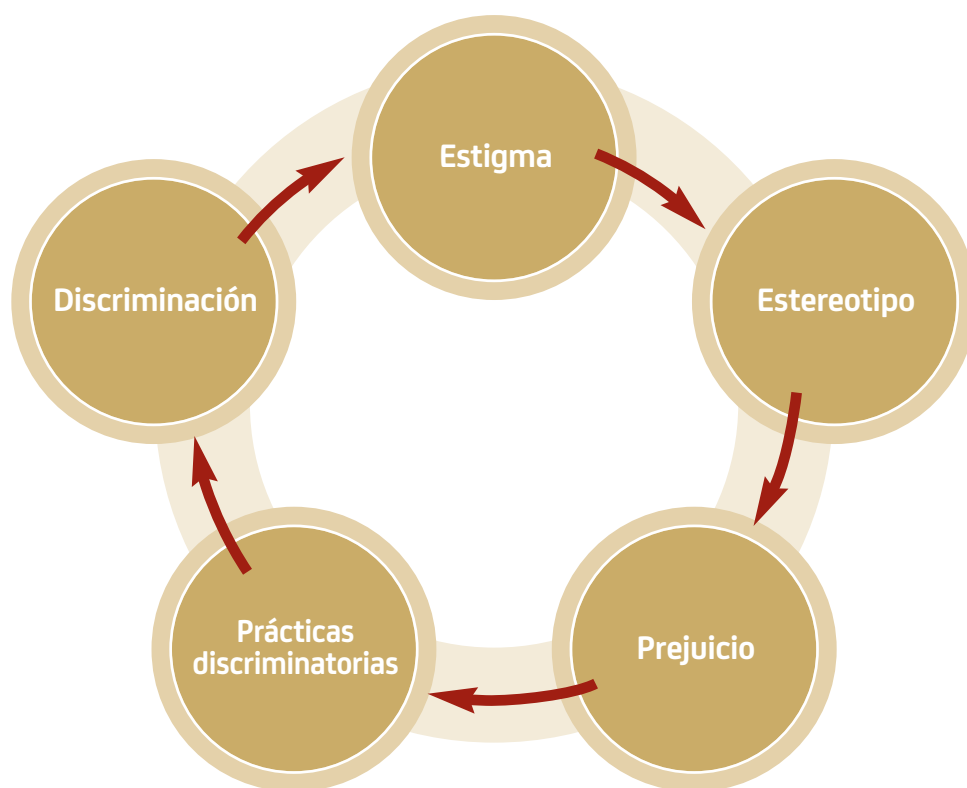 Estigma
Estereotipo
Prejuicio
Prácticas
discriminatorias
Discriminación